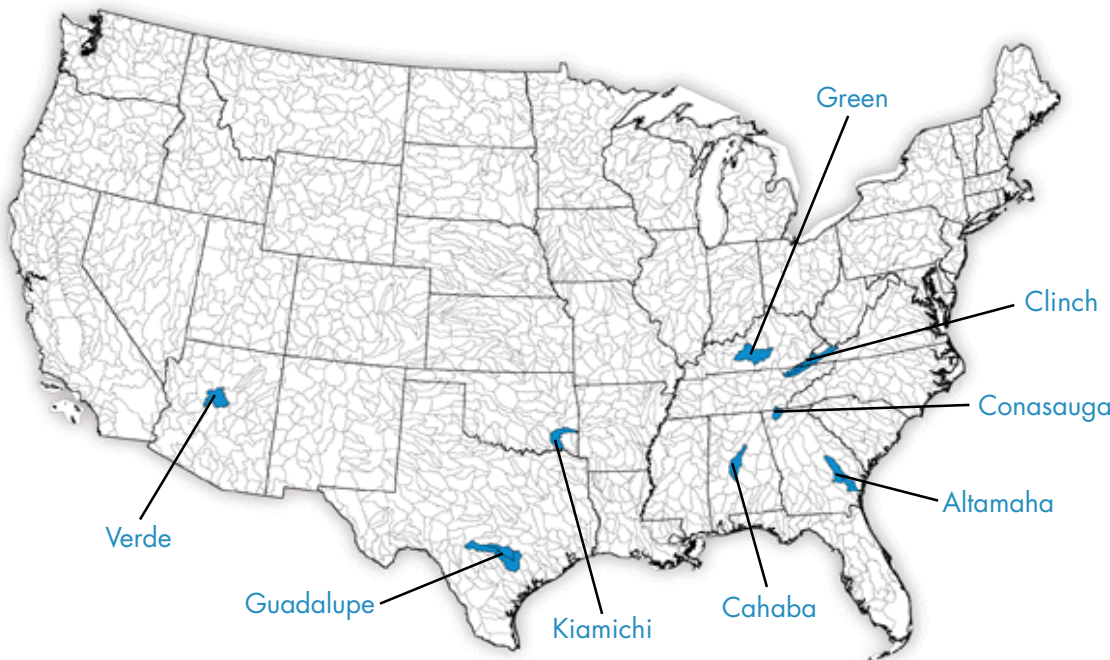 Green
Clinch
Conasauga
Altamaha
Verde
Guadalupe
Cahaba
Kiamichi